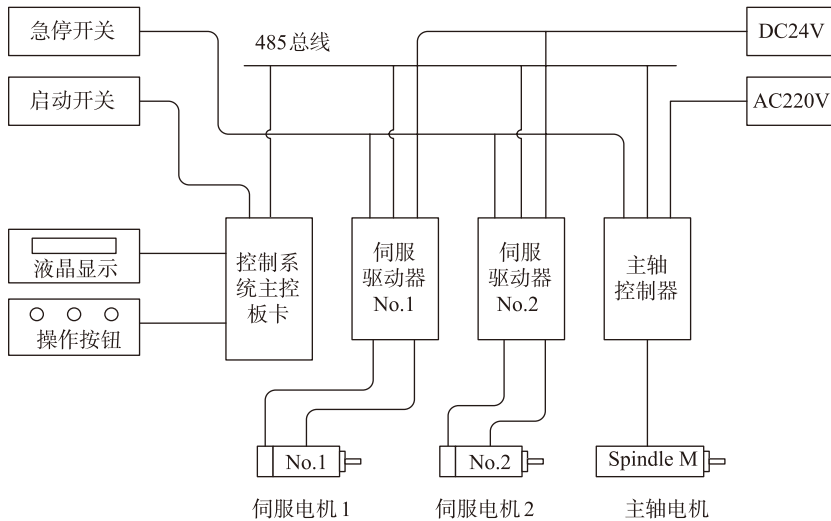 急停开关
485总线
DC24V
启动开关
AC220V
液晶显示
操作按钮
控制系
统主控
板卡
伺服
驱动器
No.1
伺服
驱动器
No.2
主轴
控制器
No.1
No.2
Spindle M
伺服电机1
伺服电机2
主轴电机